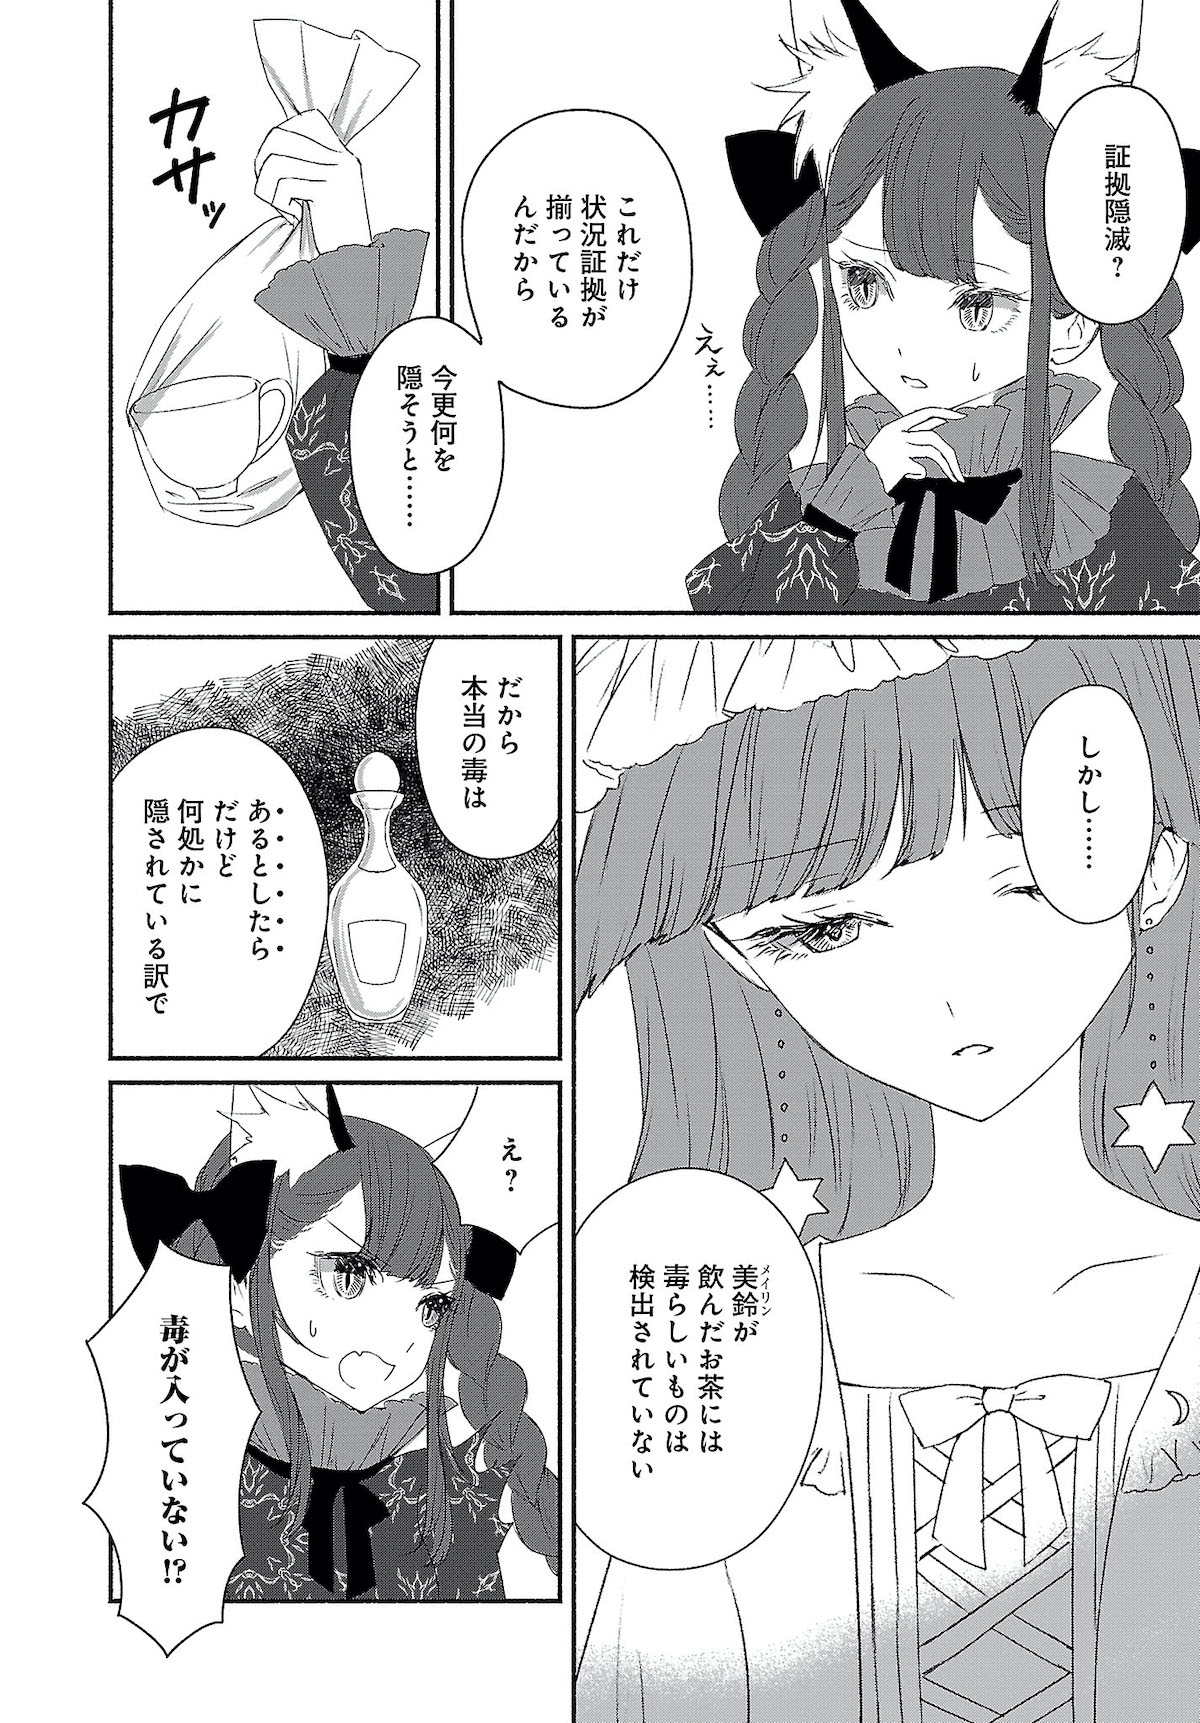 証拠隠滅?
これだけ
状況証拠が
揃っている
んだから
えぇ……
今更何を
隠そうと……
カサッ
しかし……
美鈴が
メイリン
飲んだお茶には
毒らしいものは
検出されていない
だから
本当の毒は
あるとしたら
だけど
何処かに
隠されている訳で
え?
毒が入っていない!?